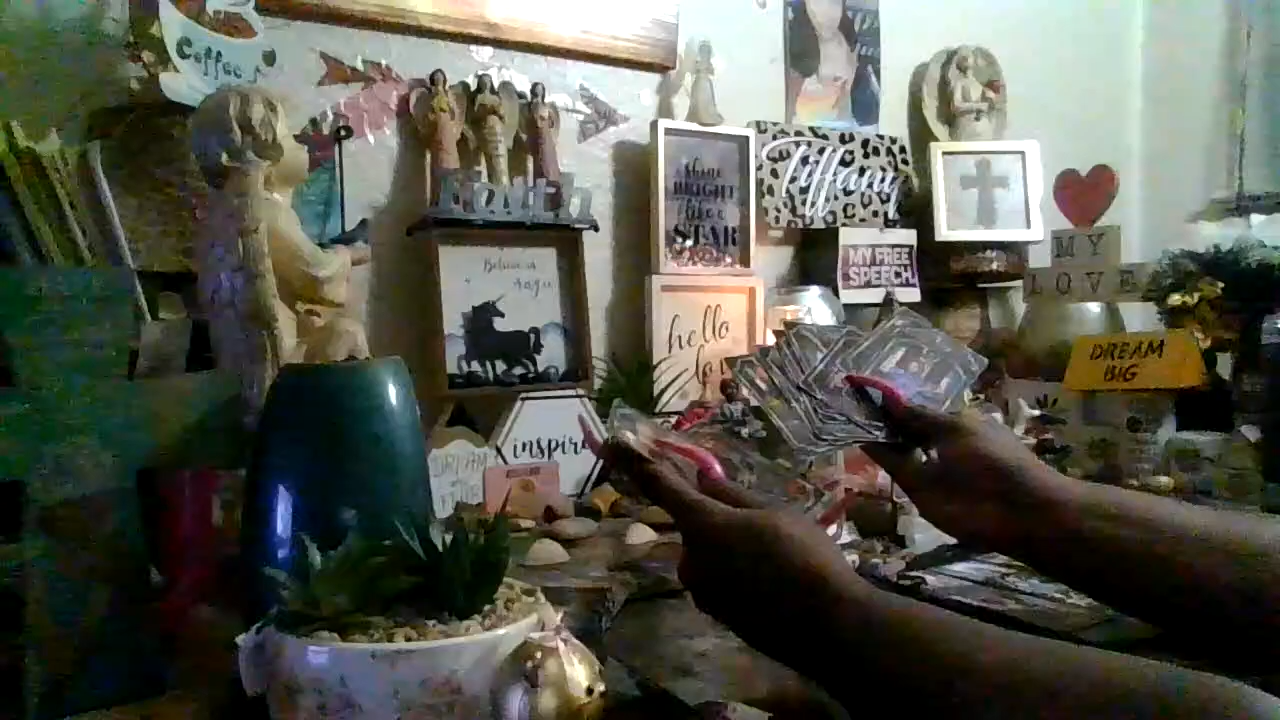 Coffee
Faith
Believe in
magic
shine
BRIGHT
like a
STAR
Tiffany
MY FREE
SPEECH
hello
MY
LOVE
DREAM
BIG
inspire
DREAM